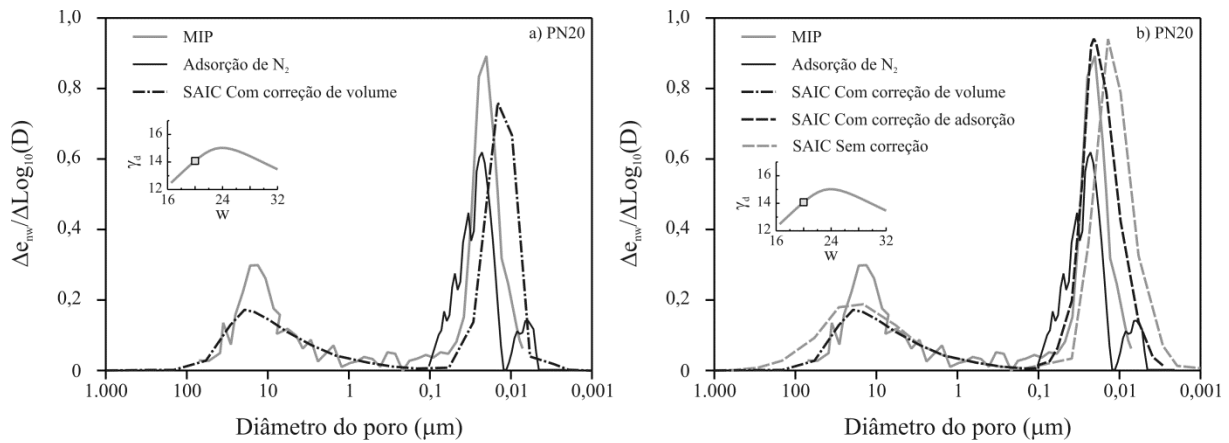 1,0
0,8
0,6
0,4
0,2
0
Δe_nw/ΔLog₁₀(D)
a) PN20
MIP
Adsorção de N₂
SAIC Com correção de volume
16
14
12
γ_d
16 24 32
W
1.000 100 10 1 0,1 0,01 0,001
Diâmetro do poro (µm)
1,0
0,8
0,6
0,4
0,2
0
Δe_nw/ΔLog₁₀(D)
b) PN20
MIP
Adsorção de N₂
SAIC Com correção de volume
SAIC Com correção de adsorção
SAIC Sem correção
16
14
12
γ_d
16 24 32
W
1.000 100 10 1 0,1 0,01 0,001
Diâmetro do poro (µm)